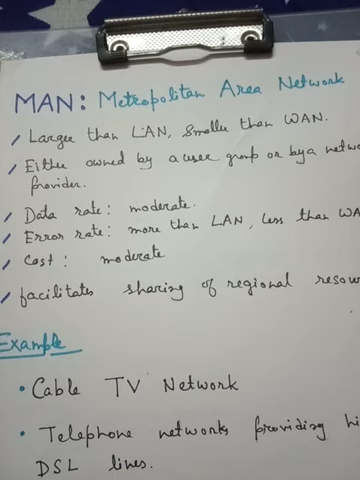 MAN: Metropolitan Area Network
Larger than LAN, Smaller than WAN.
Either owned by a user group or by a
provider.
Data rate: moderate.
Error rate: more than LAN, Less than
Cost: moderate
facilitates sharing of regional
Example
• Cable TV Network
• Telephone networks providing
DSL lines.